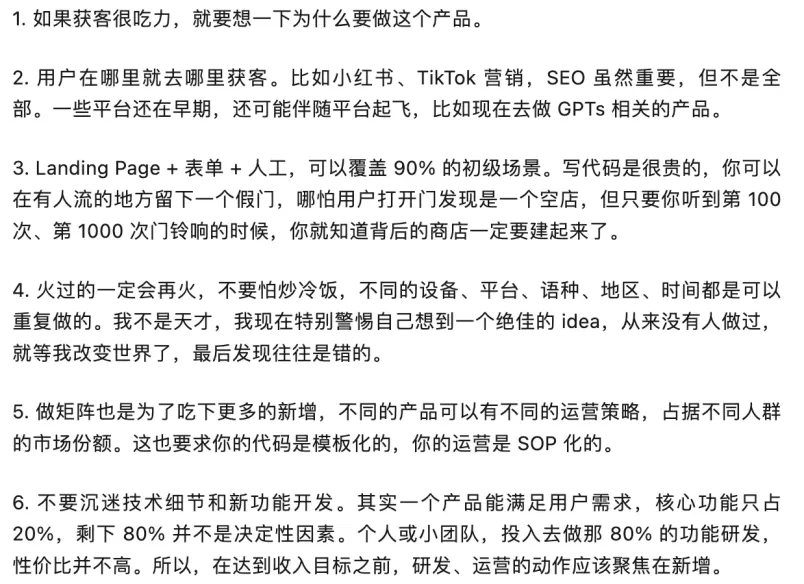 1. 如果获客很吃力，就要想一下为什么要做这个产品。
2. 用户在哪里就去哪里获客。比如小红书、TikTok 营销，SEO 虽然重要，但不是全
部。一些平台还在早期，还可能伴随平台起飞，比如现在去做 GPTs 相关的产品。
3. Landing Page + 表单 + 人工，可以覆盖 90% 的初级场景。写代码是很贵的，你可以
在有人流的地方留下一个假门，哪怕用户打开门发现是一个空店，但只要你听到第 100
次、第 1000 次门铃响的时候，你就知道背后的商店一定要建起来了。
4. 火过的一定会再火，不要怕炒冷饭，不同的设备、平台、语种、地区、时间都是可以
重复做的。我不是天才，我现在特别警惕自己想到一个绝佳的 idea，从来没有人做过，
就等我改变世界了，最后发现往往是错的。
5. 做矩阵也是为了吃下更多的新增，不同的产品可以有不同的运营策略，占据不同人群
的市场份额。这也要求你的代码是模板化的，你的运营是 SOP 化的。
6. 不要沉迷技术细节和新功能开发。其实一个产品能满足用户需求，核心功能只占
20%，剩下 80% 并不是决定性因素。个人或小团队，投入去做那 80% 的功能研发，
性价比并不高。所以，在达到收入目标之前，研发、运营的动作应该聚焦在新增。